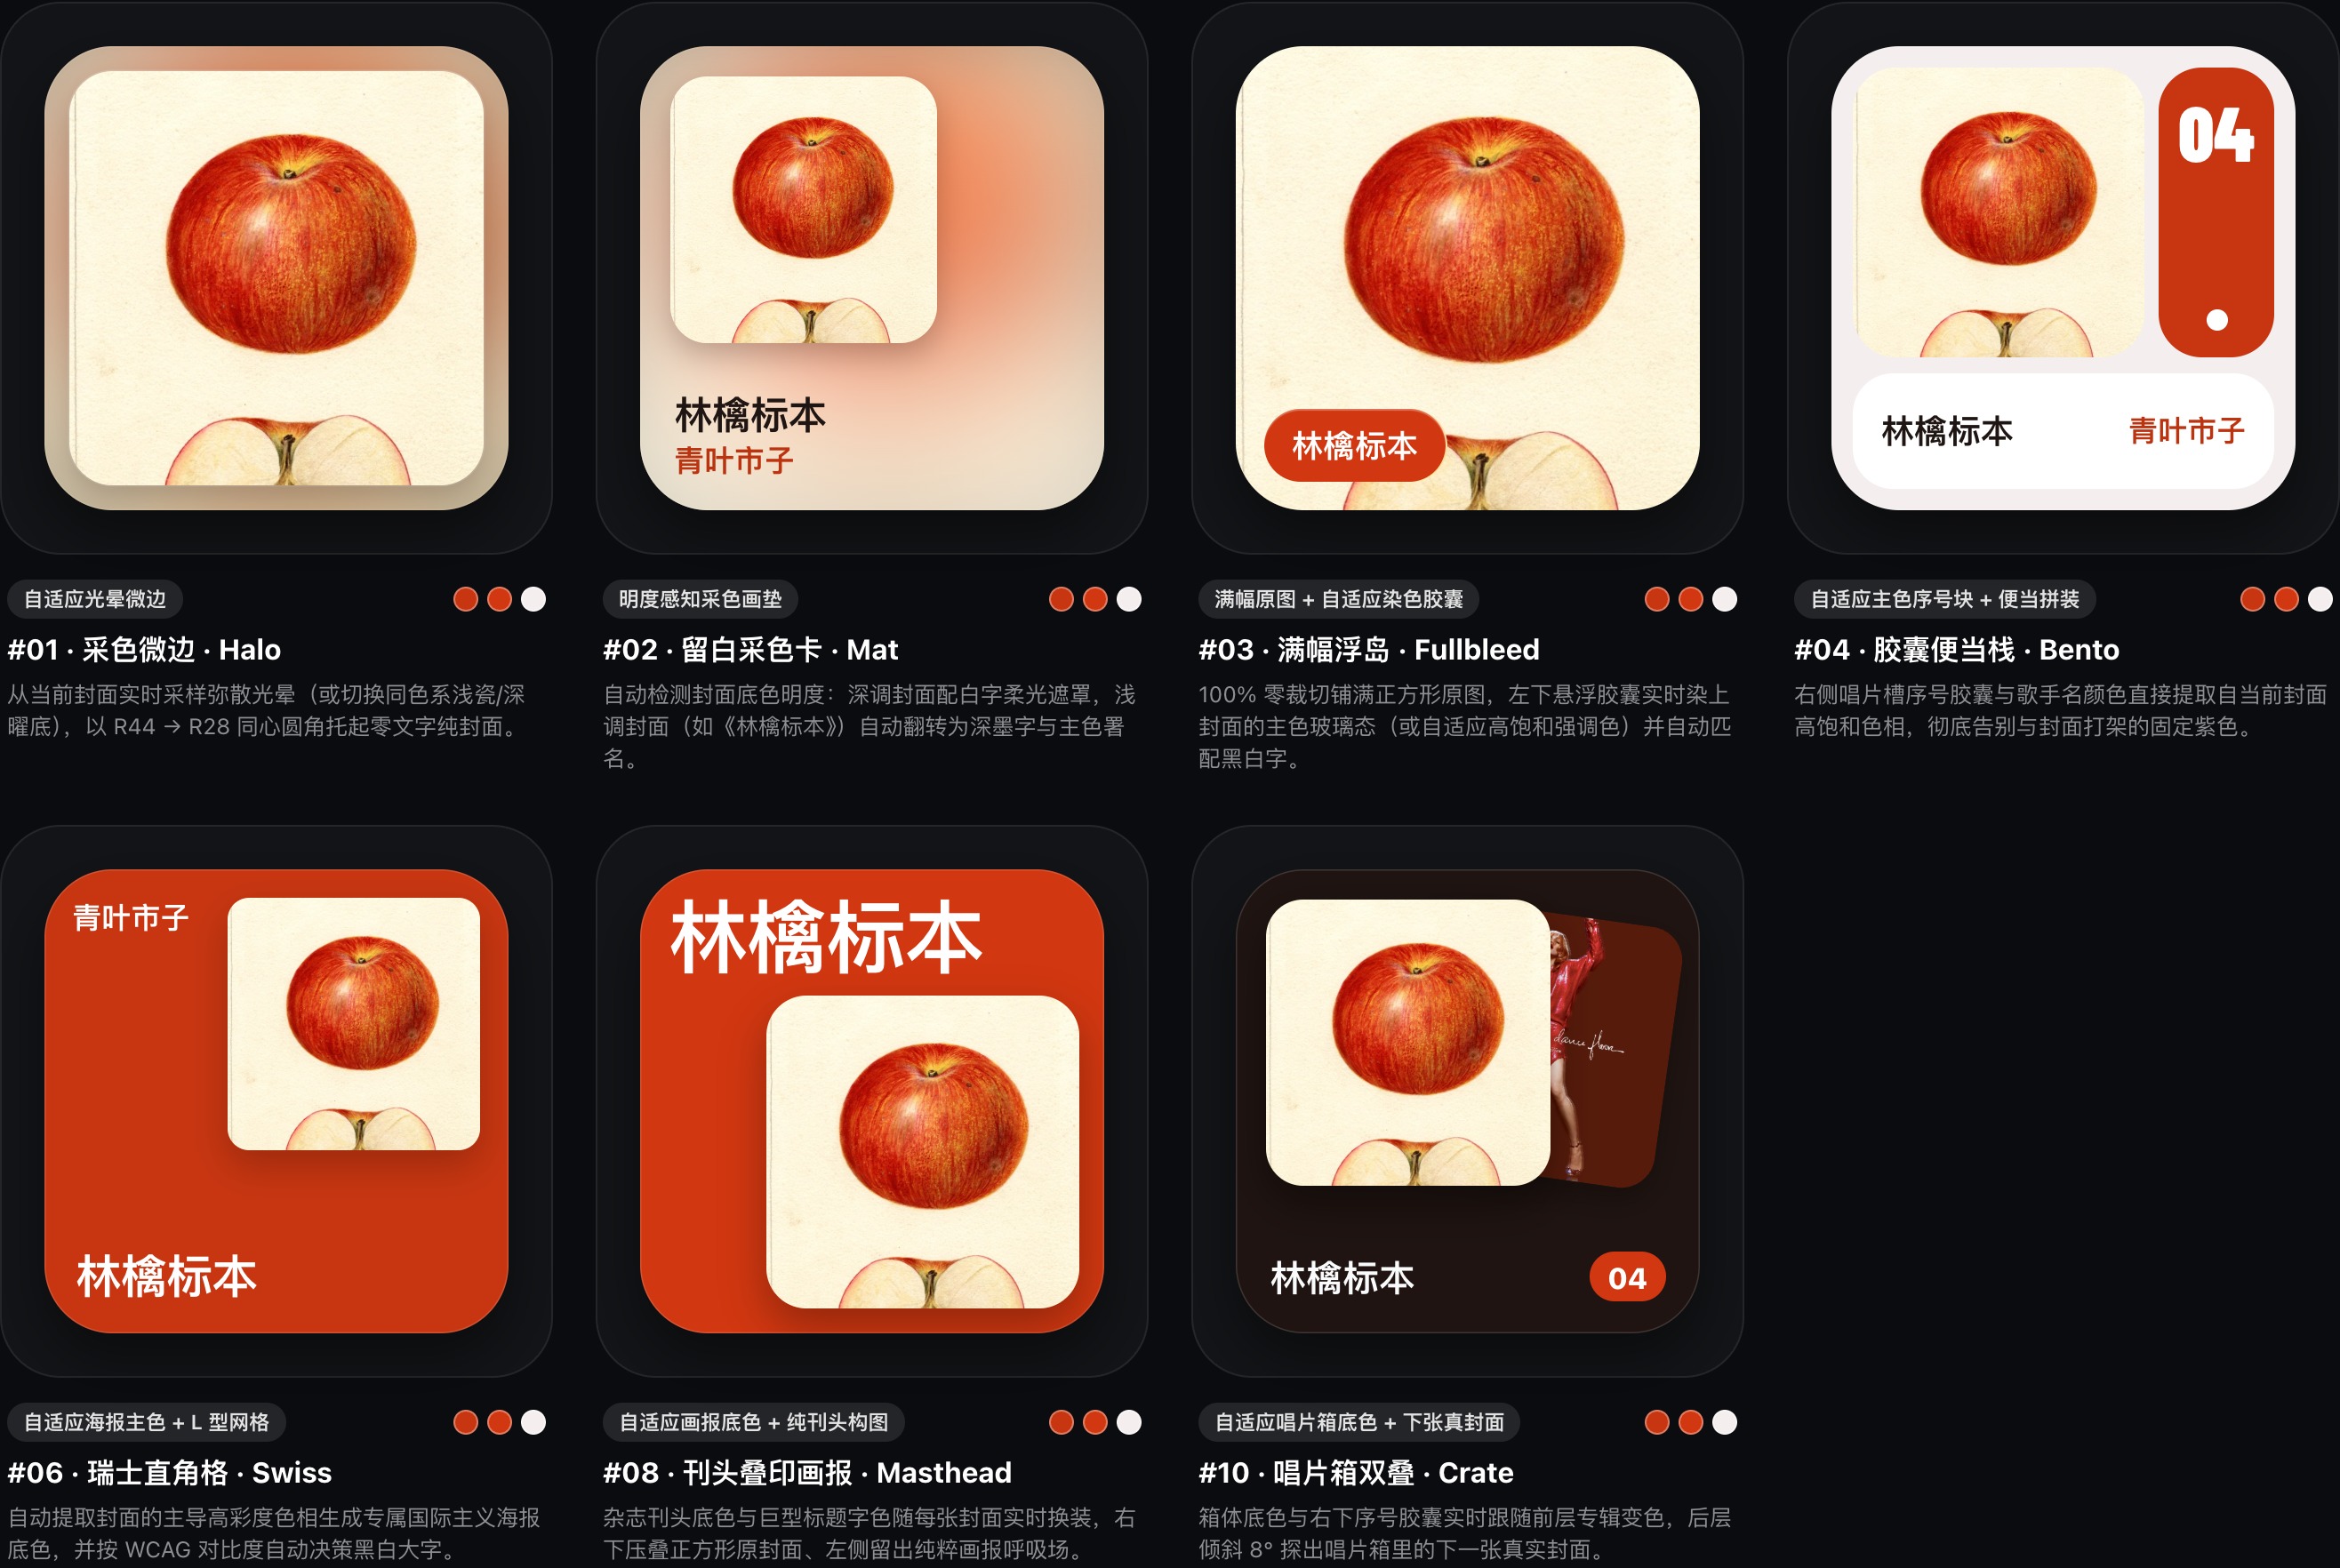 林檎标本
青叶市子
林檎标本
04
林檎标本
青叶市子
自适应光晕微边
#01 · 采色微边 · Halo
从当前封面实时采样弥散光晕（或切换同色系浅瓷/深
曜底），以 R44 → R28 同心圆角托起零文字纯封面。
明度感知采色画垫
#02 · 留白采色卡 · Mat
自动检测封面底色明度：深调封面配白字柔光遮罩，浅
调封面（如《林檎标本》）自动翻转为深墨字与主色署
名。
满幅原图 + 自适应染色胶囊
#03 · 满幅浮岛 · Fullbleed
100% 零裁切铺满正方形原图，左下悬浮胶囊实时染上
封面的主色玻璃态（或自适应高饱和强调色）并自动匹
配黑白字。
自适应主色序号块 + 便当拼装
#04 · 胶囊便当栈 · Bento
右侧唱片槽序号胶囊与歌手名颜色直接提取自当前封面
高饱和色相，彻底告别与封面打架的固定紫色。
青叶市子
林檎标本
林檎标本
dance floor
林檎标本
04
自适应海报主色 + L 型网格
#06 · 瑞士直角格 · Swiss
自动提取封面的主导高彩度色相生成专属国际主义海报
底色，并按 WCAG 对比度自动决策黑白大字。
自适应画报底色 + 纯刊头构图
#08 · 刊头叠印画报 · Masthead
杂志刊头底色与巨型标题字色随每张封面实时换装，右
下压叠正方形原封面、左侧留出纯粹画报呼吸场。
自适应唱片箱底色 + 下张真封面
#10 · 唱片箱双叠 · Crate
箱体底色与右下序号胶囊实时跟随前层专辑变色，后层
倾斜 8° 探出唱片箱里的下一张真实封面。